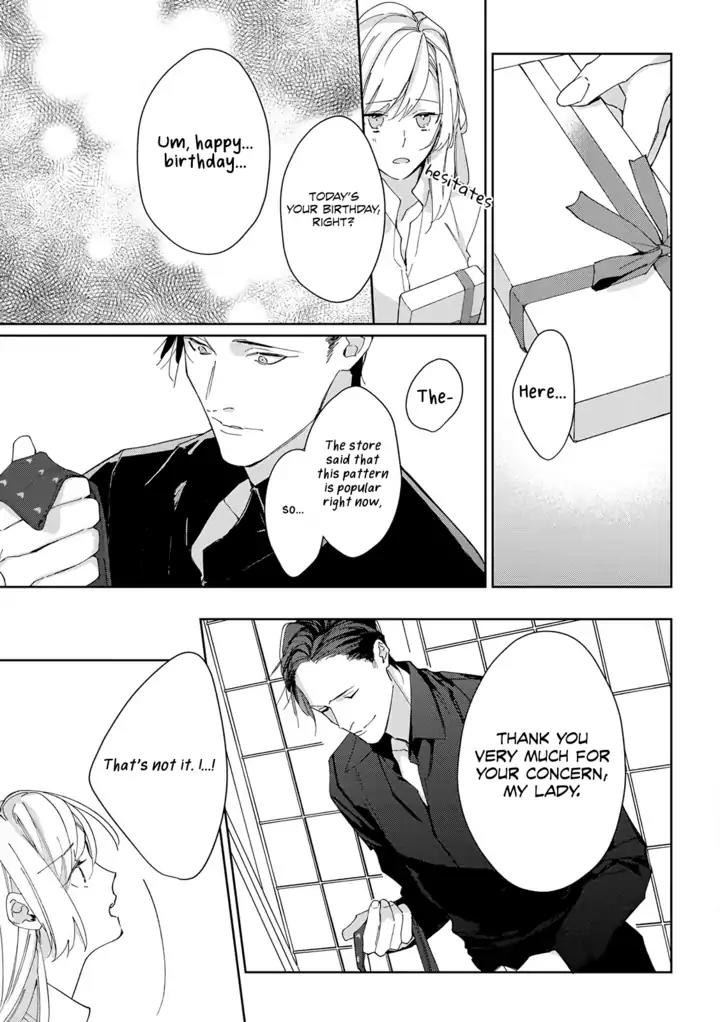 Here...
hesitates
TODAY'S
YOUR BIRTHDAY,
RIGHT?
Um, happy...
birthday...
The-
The store
said that
this pattern
is popular
right now,
so...
THANK YOU
VERY MUCH FOR
YOUR CONCERN,
MY LADY.
That's not it. I...!